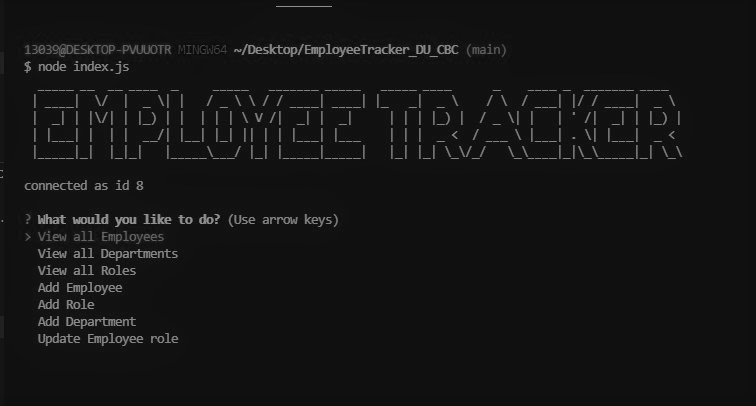 13039@DESKTOP-PVUUOTR MINGW64 ~/Desktop/EmployeeTracker_DU_CBC (main)
$ node index.js
EMPLOYEE TRACKER
connected as id 8
? What would you like to do? (Use arrow keys)
> View all Employees
View all Departments
View all Roles
Add Employee
Add Role
Add Department
Update Employee role